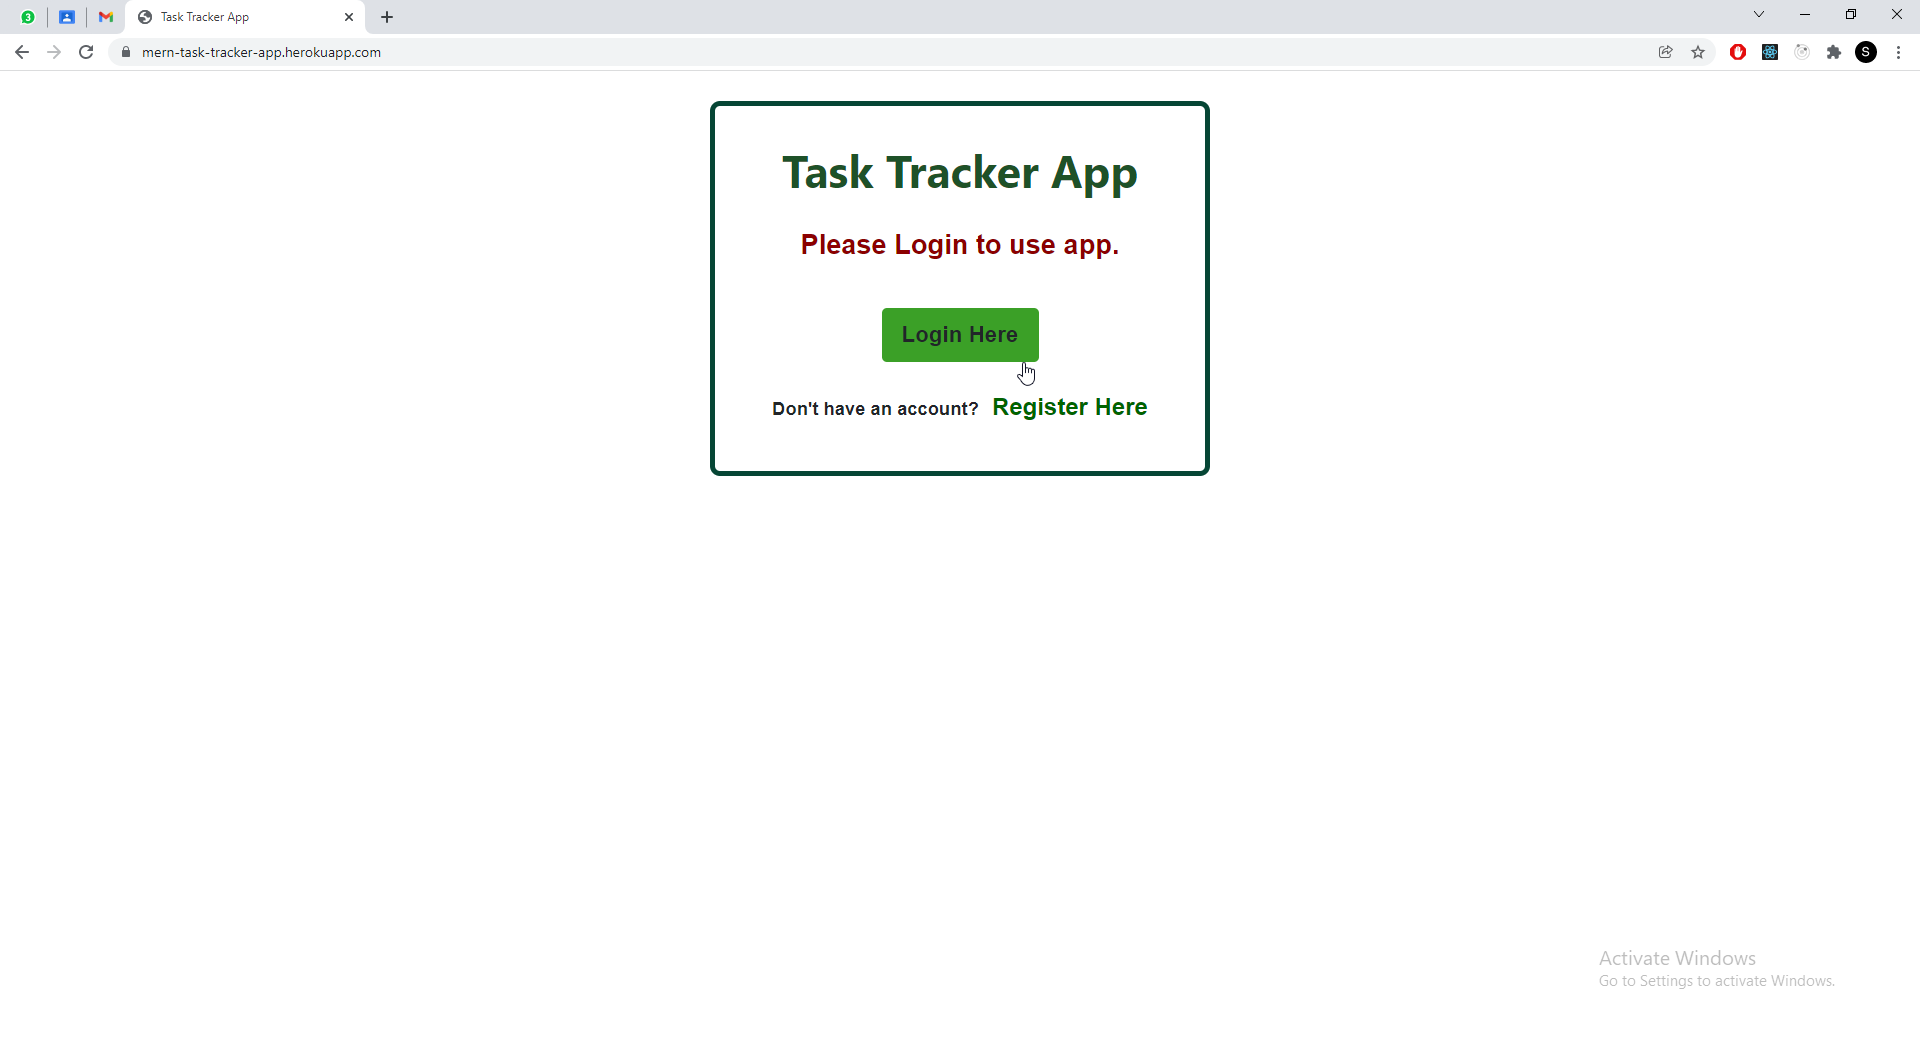 3
Task Tracker App
mern-task-tracker-app.herokuapp.com
S
Task Tracker App
Please Login to use app.
Login Here
Don't have an account? Register Here
Activate Windows
Go to Settings to activate Windows.